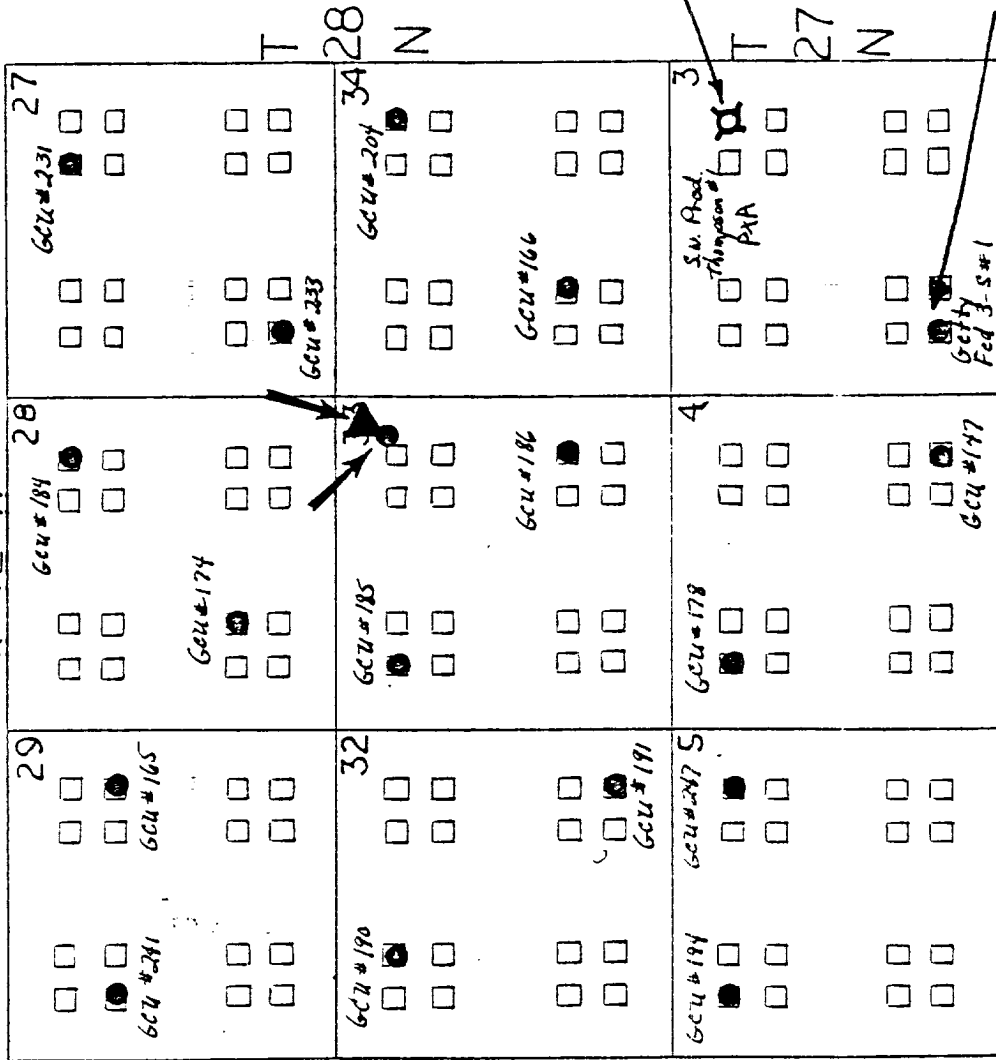 T
28
N
T
27
N
29
28
27
GCU#184
GCU#231
GCU#241
GCU#165
GCU#174
GCU#233
32
34
GCU#190
GCU#185
GCU#204
GCU#191
GCU#186
GCU#166
5
4
3
GCU#194
GCU#247
GCU#178
S.W. Prod.
Thompson #1
PxA
GCU#147
Getty
Fed 3-S#1